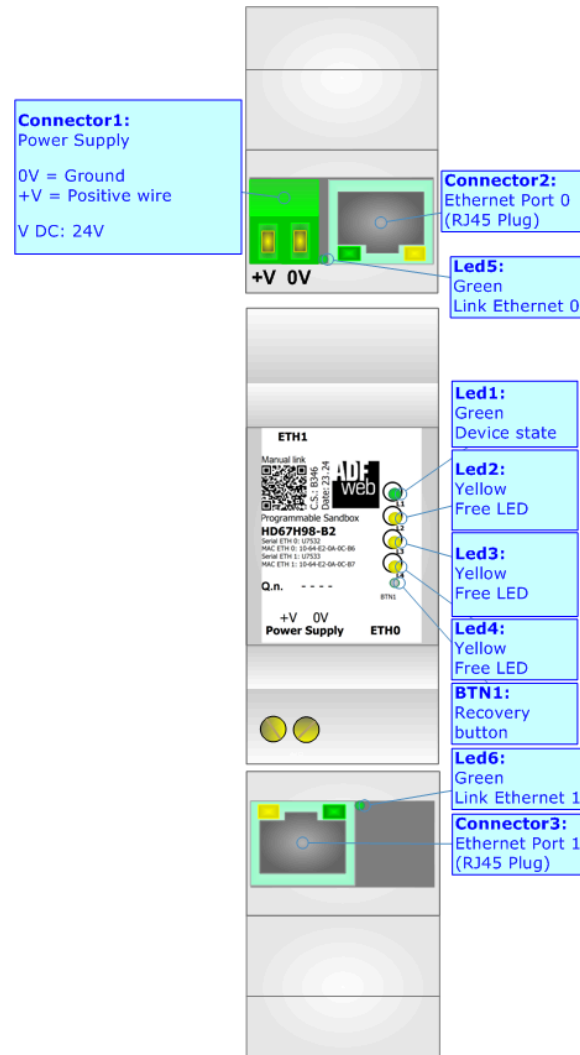 Connector1:
Power Supply
0V = Ground
+V = Positive wire
V DC: 24V
Connector2:
Ethernet Port 0
(RJ45 Plug)
+V 0V
Led5:
Green
Link Ethernet 0
Led1:
Green
Device state
Led2:
Yellow
Free LED
Led3:
Yellow
Free LED
Led4:
Yellow
Free LED
BTN1:
Recovery
button
ETH1
Manual link
C.S.: B346
Date: 23.24
ADF
web
L1
L2
L3
L4
Programmable Sandbox
HD67H98-B2
Serial ETH 0: U7532
MAC ETH 0: 10-64-E2-0A-0C-B6
Serial ETH 1: U7533
MAC ETH 1: 10-64-E2-0A-0C-B7
Q.n. - - - -
BTN1
+V 0V
Power Supply ETH0
Led6:
Green
Link Ethernet 1
Connector3:
Ethernet Port 1
(RJ45 Plug)